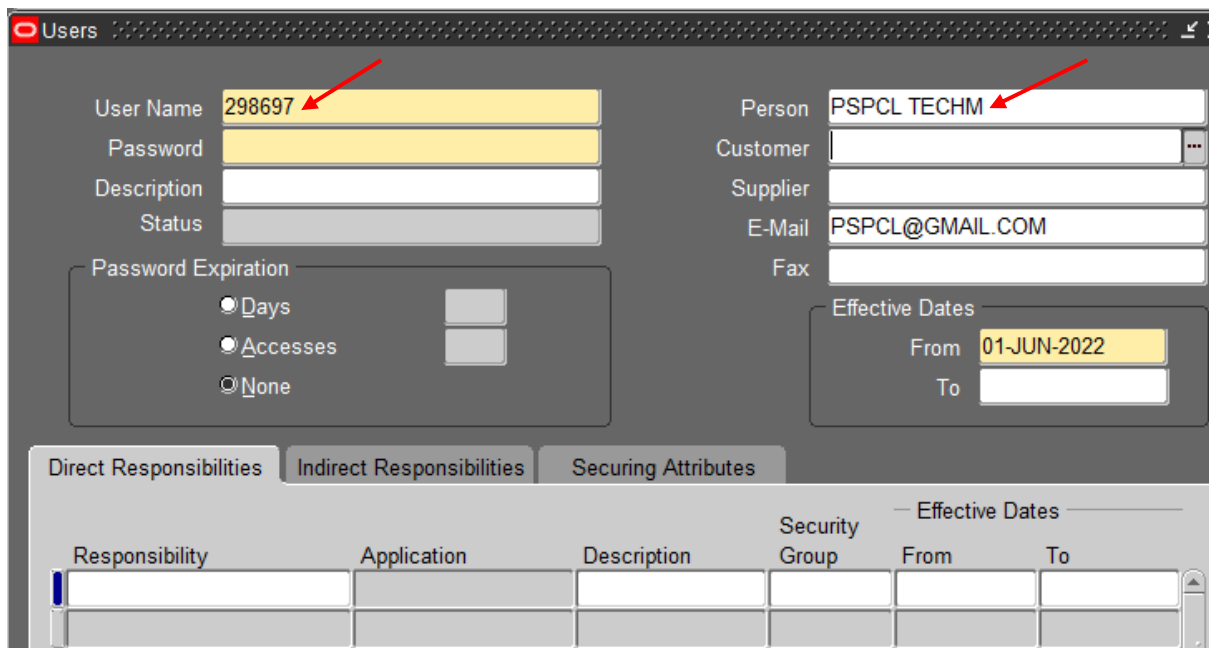 Users
User Name 298697
Password
Description
Status
Person PSPCL TECHM
Customer
Supplier
E-Mail PSPCL@GMAIL.COM
Fax
Password Expiration
Days
Accesses
None
Effective Dates
From 01-JUN-2022
To
Direct Responsibilities Indirect Responsibilities Securing Attributes
Effective Dates
Security
Responsibility Application Description Group From To